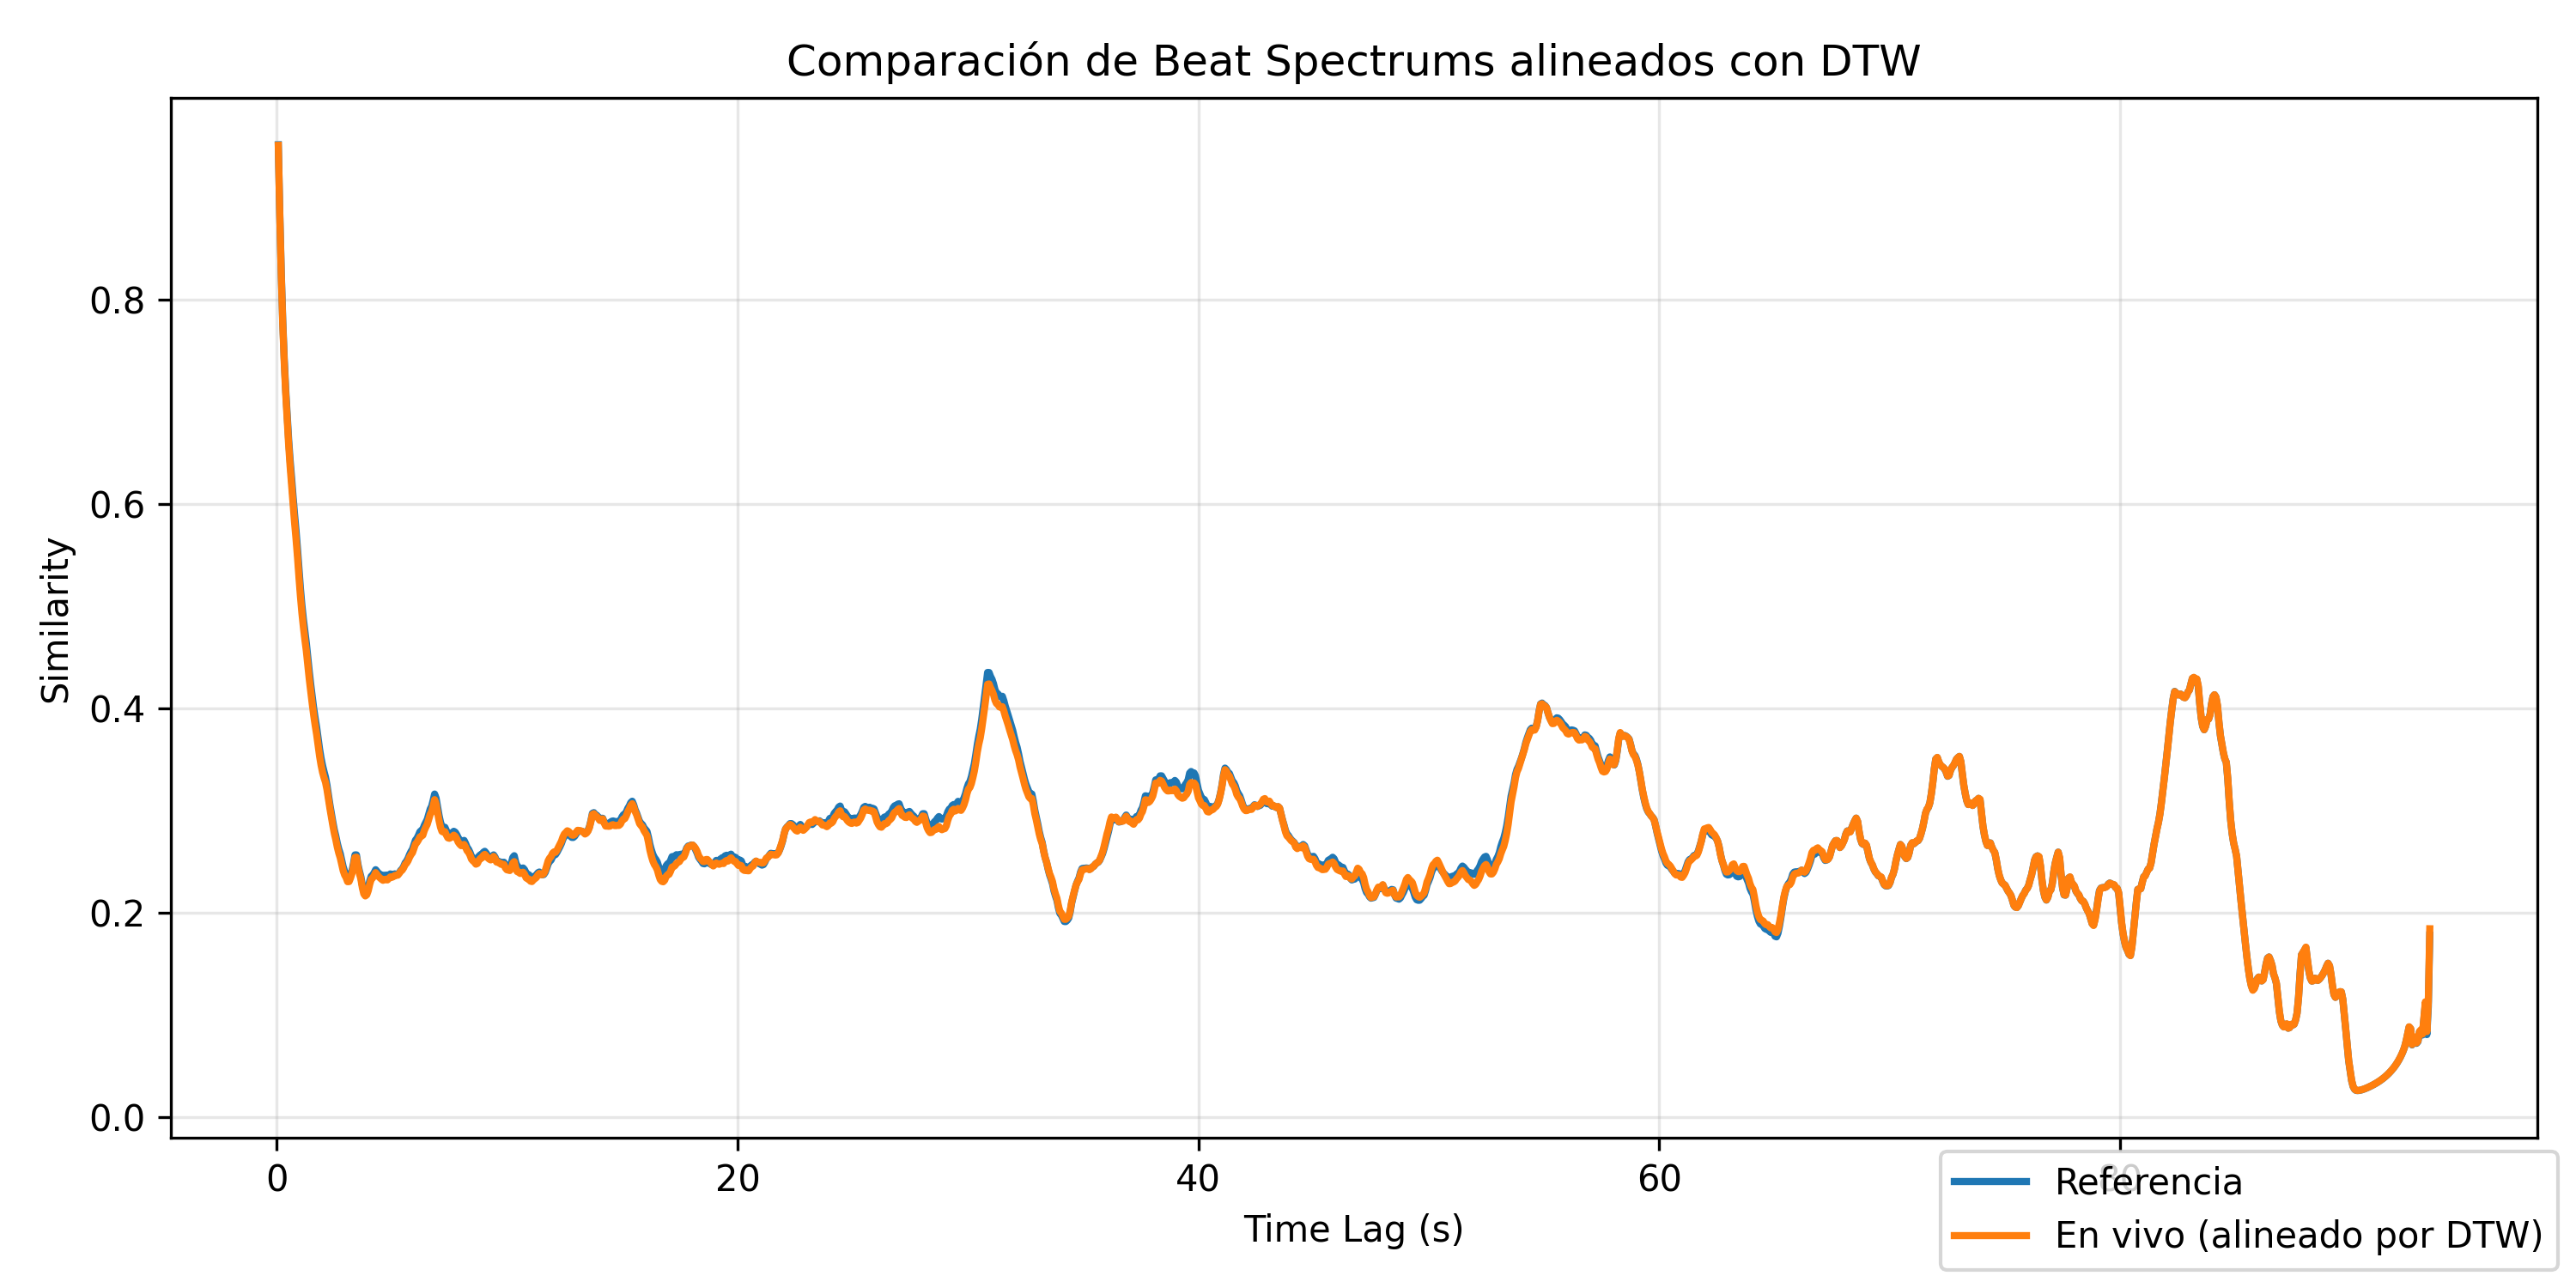 Comparación de Beat Spectrums alineados con DTW
Similarity
0.8
0.6
0.4
0.2
0.0
0 20 40 60 80
Time Lag (s)
Referencia
En vivo (alineado por DTW)